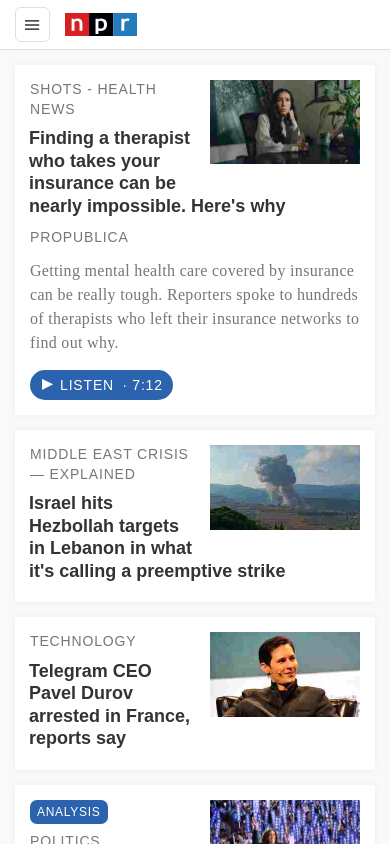 npr
SHOTS - HEALTH
NEWS
Finding a therapist
who takes your
insurance can be
nearly impossible. Here's why
PROPUBLICA
Getting mental health care covered by insurance
can be really tough. Reporters spoke to hundreds
of therapists who left their insurance networks to
find out why.
LISTEN · 7:12
MIDDLE EAST CRISIS
— EXPLAINED
Israel hits
Hezbollah targets
in Lebanon in what
it's calling a preemptive strike
TECHNOLOGY
Telegram CEO
Pavel Durov
arrested in France,
reports say
ANALYSIS
POLITICS